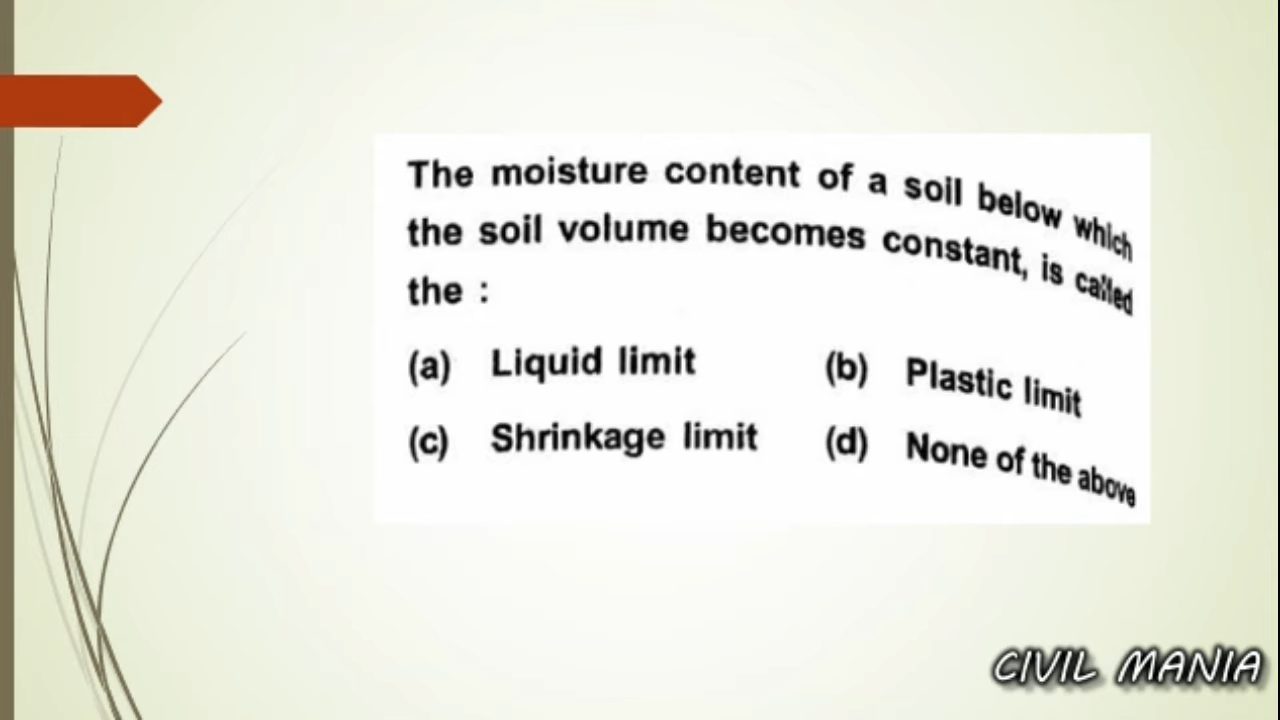 The moisture content of a soil below which
the soil volume becomes constant, is called
the :
(a) Liquid limit (b) Plastic limit
(c) Shrinkage limit (d) None of the above
CIVIL MANIA